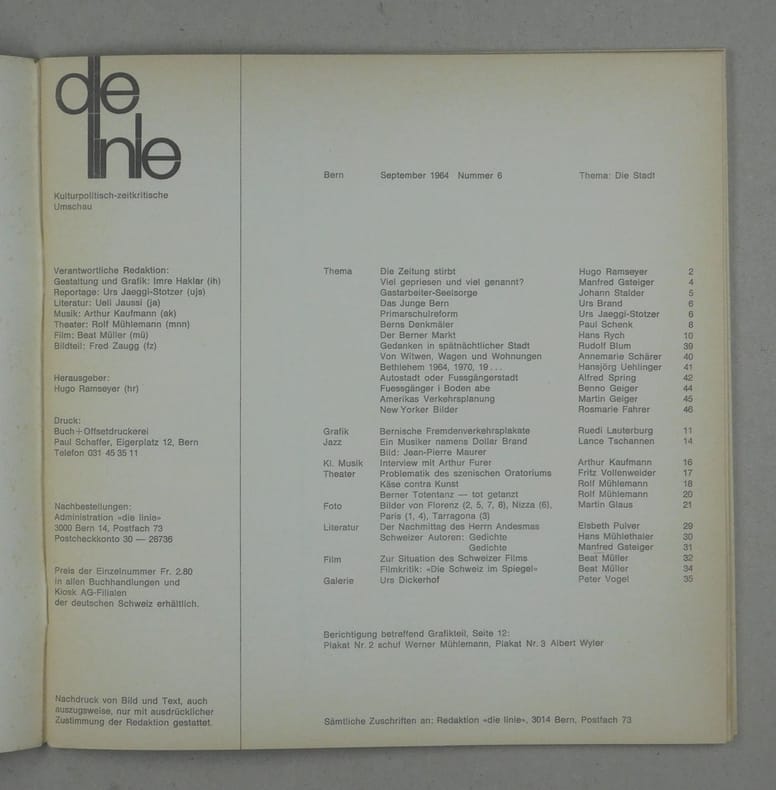 die
linie
Kulturpolitisch-zeitkritische
Umschau
Verantwortliche Redaktion:
Gestaltung und Grafik: Imre Haklar (ih)
Reportage: Urs Jaeggi-Stotzer (ujs)
Literatur: Ueli Jaussi (ja)
Musik: Arthur Kaufmann (ak)
Theater: Rolf Mühlemann (mnn)
Film: Beat Müller (mü)
Bildteil: Fred Zaugg (fz)
Herausgeber:
Hugo Ramseyer (hr)
Druck:
Buch+Offsetdruckerei
Paul Schaffer, Eigerplatz 12, Bern
Telefon 031 45 35 11
Nachbestellungen:
Administration »die linie»
3000 Bern 14, Postfach 73
Postcheckkonto 30 — 26736
Preis der Einzelnummer Fr. 2.80
in allen Buchhandlungen und
Kiosk AG-Filialen
der deutschen Schweiz erhältlich.
Nachdruck von Bild und Text, auch
auszugsweise, nur mit ausdrücklicher
Zustimmung der Redaktion gestattet.
Bern September 1964 Nummer 6 Thema: Die Stadt
Thema Die Zeitung stirbt Hugo Ramseyer 2
Viel gepriesen und viel genannt? Manfred Gsteiger 4
Gastarbeiter-Seelsorge Johann Stalder 5
Das Junge Bern Urs Brand 6
Primarschulreform Urs Jaeggi-Stotzer 6
Berns Denkmäler Paul Schenk 8
Der Berner Markt Hans Rych 10
Gedanken in spätnächtlicher Stadt Rudolf Blum 39
Von Witwen, Wagen und Wohnungen Annemarie Schärer 40
Bethlehem 1964, 1970, 19 . . . Hansjörg Uehlinger 41
Autostadt oder Fussgängerstadt Alfred Spring 42
Fuessgänger i Boden abe Benno Geiger 44
Amerikas Verkehrsplanung Martin Geiger 45
New Yorker Bilder Rosmarie Fahrer 46
Grafik Bernische Fremdenverkehrsplakate Ruedi Lauterburg 11
Jazz Ein Musiker namens Dollar Brand Lance Tschannen 14
Bild: Jean-Pierre Maurer
Kl. Musik Interview mit Arthur Furer Arthur Kaufmann 16
Theater Problematik des szenischen Oratoriums Fritz Vollenweider 17
Käse contra Kunst Rolf Mühlemann 18
Berner Totentanz — tot getanzt Rolf Mühlemann 20
Foto Bilder von Florenz (2, 5, 7, 8), Nizza (6), Martin Glaus 21
Paris (1, 4), Tarragona (3)
Literatur Der Nachmittag des Herrn Andesmas Elsbeth Pulver 29
Schweizer Autoren: Gedichte Hans Mühlethaler 30
Gedichte Manfred Gsteiger 31
Film Zur Situation des Schweizer Films Beat Müller 32
Filmkritik: «Die Schweiz im Spiegel» Beat Müller 34
Galerie Urs Dickerhof Peter Vogel 35
Berichtigung betreffend Grafikteil, Seite 12:
Plakat Nr. 2 schuf Werner Mühlemann, Plakat Nr. 3 Albert Wyler
Sämtliche Zuschriften an: Redaktion «die linie», 3014 Bern, Postfach 73